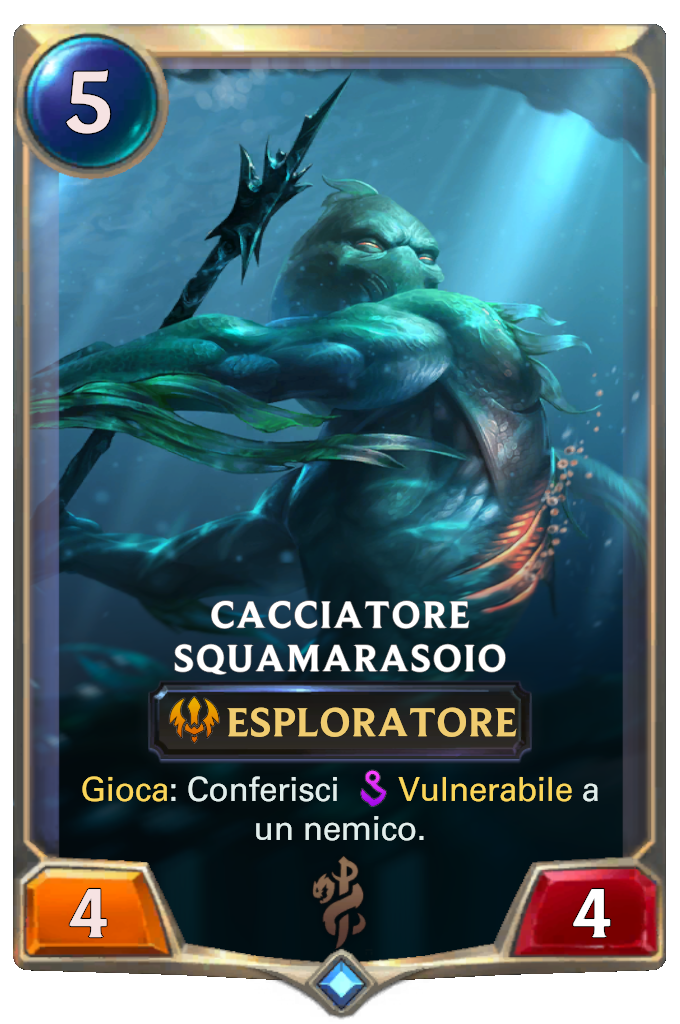 5
CACCIATORE
SQUAMARASOIO
ESPLORATORE
Gioca: Conferisci Vulnerabile a
un nemico.
4 4